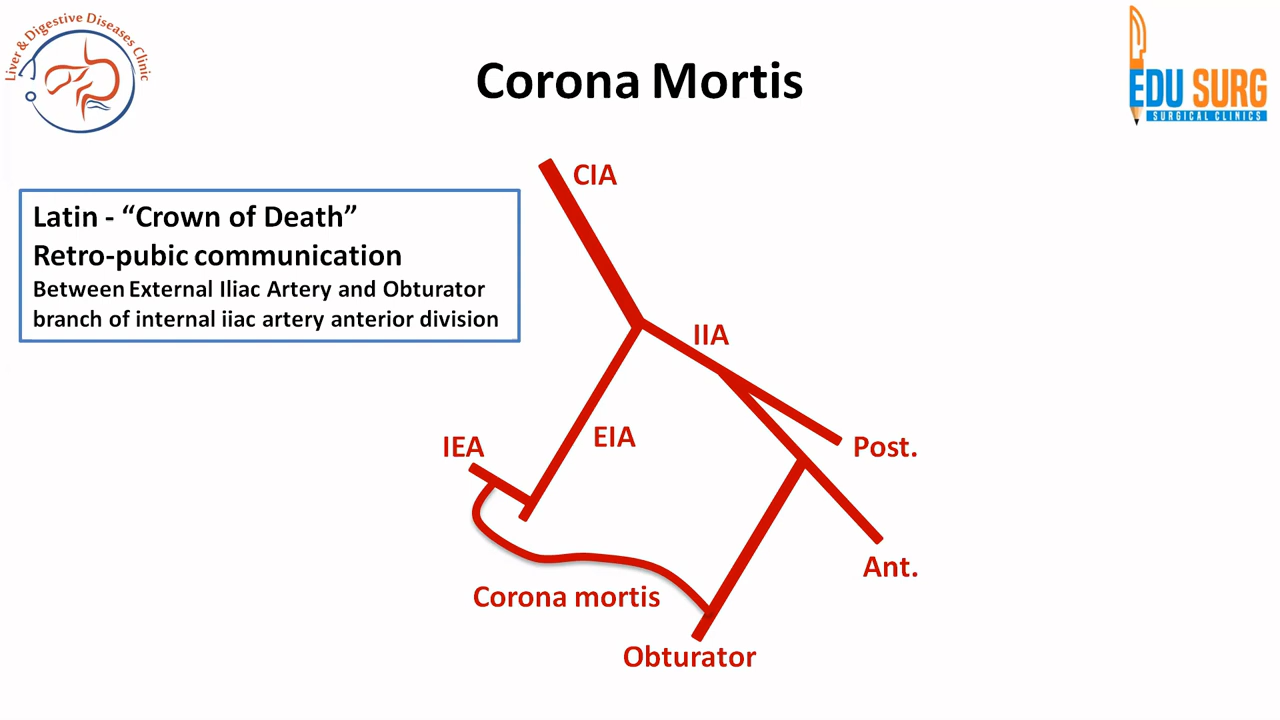 Liver & Digestive Diseases Clinic
Corona Mortis
EDU SURG
SURGICAL CLINICS
CIA
Latin - “Crown of Death”
Retro-pubic communication
Between External Iliac Artery and Obturator
branch of internal iiac artery anterior division
IIA
IEA
EIA
Post.
Ant.
Corona mortis
Obturator